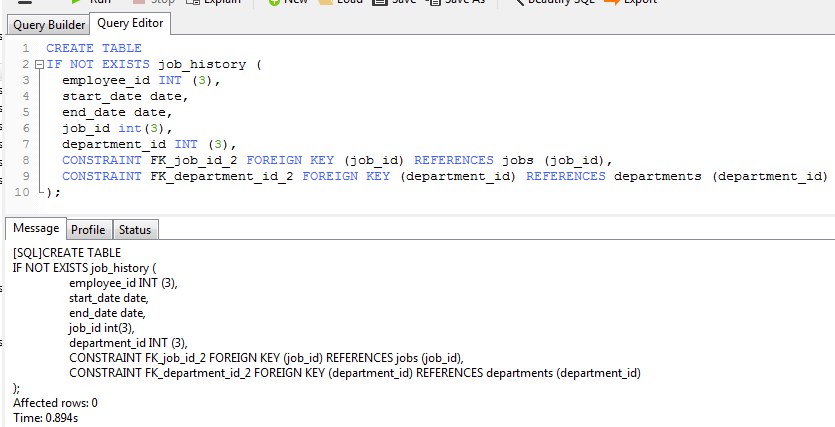 Run Stop Explain New Load Save Save As Beautify SQL Export
Query Builder Query Editor
1 CREATE TABLE
2 IF NOT EXISTS job_history (
3 employee_id INT (3),
4 start_date date,
5 end_date date,
6 job_id int(3),
7 department_id INT (3),
8 CONSTRAINT FK_job_id_2 FOREIGN KEY (job_id) REFERENCES jobs (job_id),
9 CONSTRAINT FK_department_id_2 FOREIGN KEY (department_id) REFERENCES departments (department_id)
10 );
Message Profile Status
[SQL]CREATE TABLE
IF NOT EXISTS job_history (
employee_id INT (3),
start_date date,
end_date date,
job_id int(3),
department_id INT (3),
CONSTRAINT FK_job_id_2 FOREIGN KEY (job_id) REFERENCES jobs (job_id),
CONSTRAINT FK_department_id_2 FOREIGN KEY (department_id) REFERENCES departments (department_id)
);
Affected rows: 0
Time: 0.894s